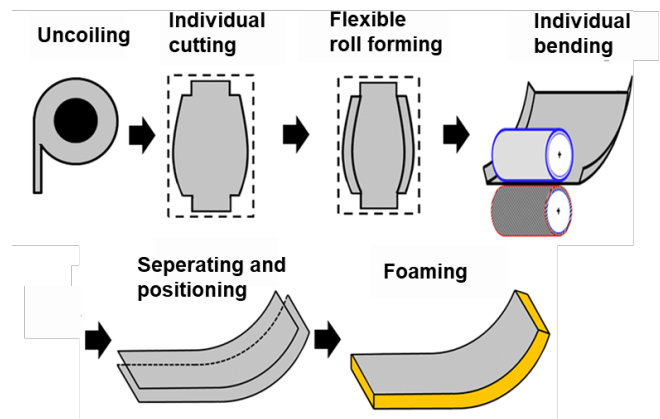 Uncoiling
Individual
cutting
Flexible
roll forming
Individual
bending
Seperating and
positioning
Foaming